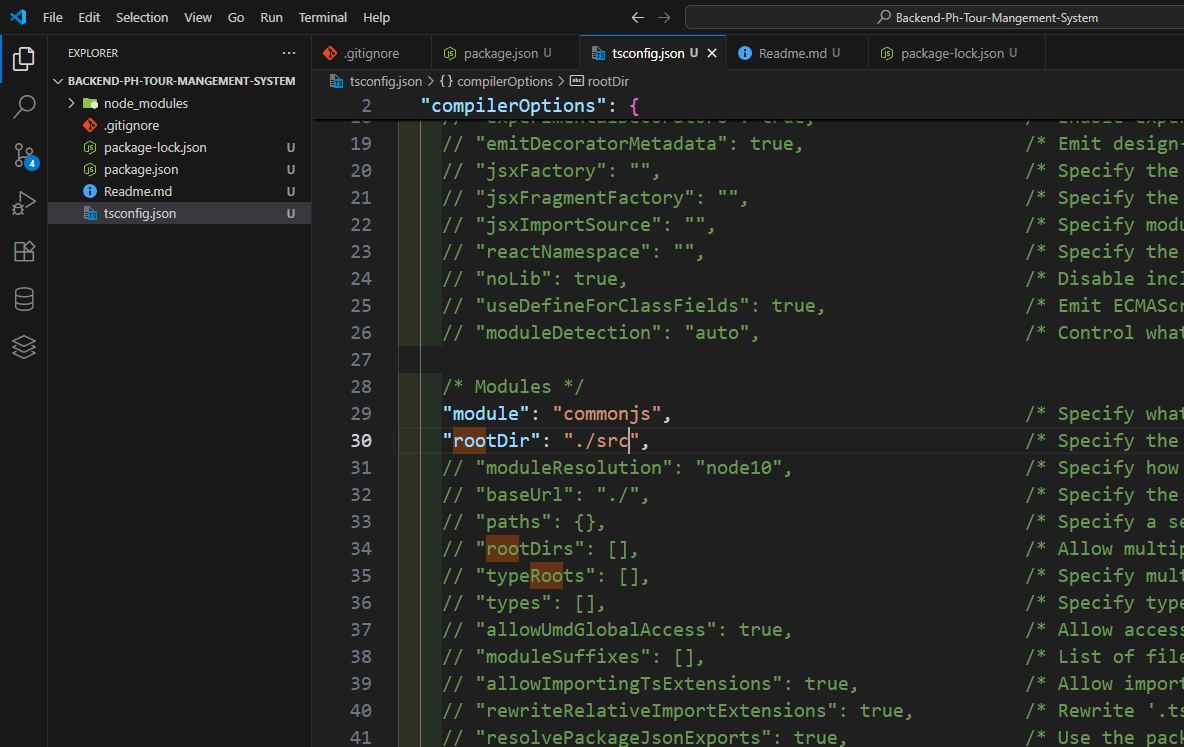 File Edit Selection View Go Run Terminal Help
Backend-Ph-Tour-Mangement-System
EXPLORER
BACKEND-PH-TOUR-MANGEMENT-SYSTEM
node_modules
.gitignore
package-lock.json U
package.json U
Readme.md U
tsconfig.json U
4
.gitignore package.json U tsconfig.json U Readme.md U package-lock.json U
tsconfig.json > {} compilerOptions > rootDir
2 "compilerOptions": {
19 // "emitDecoratorMetadata": true, /* Emit design-
20 // "jsxFactory": "", /* Specify the
21 // "jsxFragmentFactory": "", /* Specify the
22 // "jsxImportSource": "", /* Specify modu
23 // "reactNamespace": "", /* Specify the
24 // "noLib": true, /* Disable incl
25 // "useDefineForClassFields": true, /* Emit ECMAScr
26 // "moduleDetection": "auto", /* Control what
27
28 /* Modules */
29 "module": "commonjs", /* Specify what
30 "rootDir": "./src", /* Specify the
31 // "moduleResolution": "node10", /* Specify how
32 // "baseUrl": "./", /* Specify the
33 // "paths": {}, /* Specify a se
34 // "rootDirs": [], /* Allow multip
35 // "typeRoots": [], /* Specify mult
36 // "types": [], /* Specify type
37 // "allowUmdGlobalAccess": true, /* Allow access
38 // "moduleSuffixes": [], /* List of file
39 // "allowImportingTsExtensions": true, /* Allow import
40 // "rewriteRelativeImportExtensions": true, /* Rewrite '.ts
41 // "resolvePackageJsonExports": true, /* Use the pack